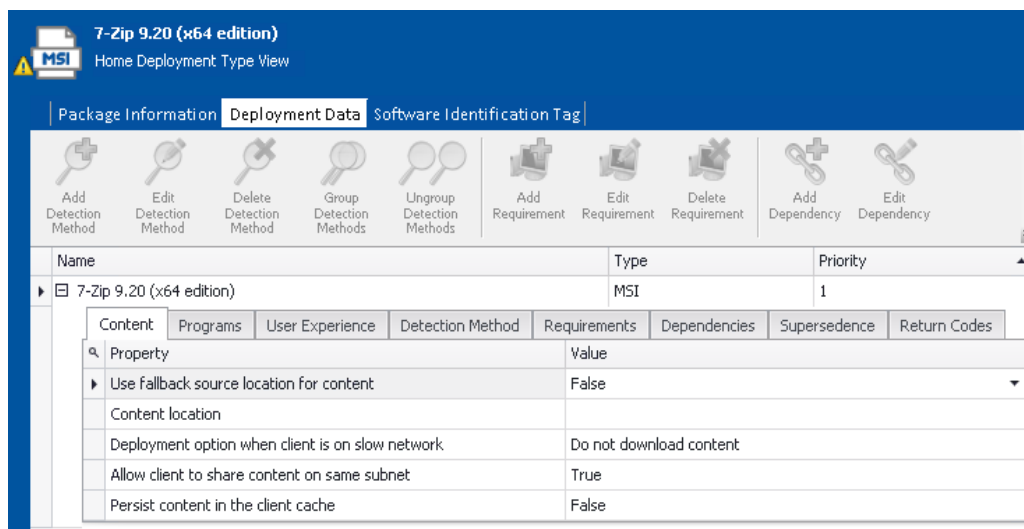 7-Zip 9.20 (x64 edition)
MSI
Home Deployment Type View
Package Information Deployment Data Software Identification Tag
Add Detection Method
Edit Detection Method
Delete Detection Method
Group Detection Methods
Ungroup Detection Methods
Add Requirement
Edit Requirement
Delete Requirement
Add Dependency
Edit Dependency
Name Type Priority
7-Zip 9.20 (x64 edition) MSI 1
Content Programs User Experience Detection Method Requirements Dependencies Supersedence Return Codes
Property Value
Use fallback source location for content False
Content location
Deployment option when client is on slow network Do not download content
Allow client to share content on same subnet True
Persist content in the client cache False